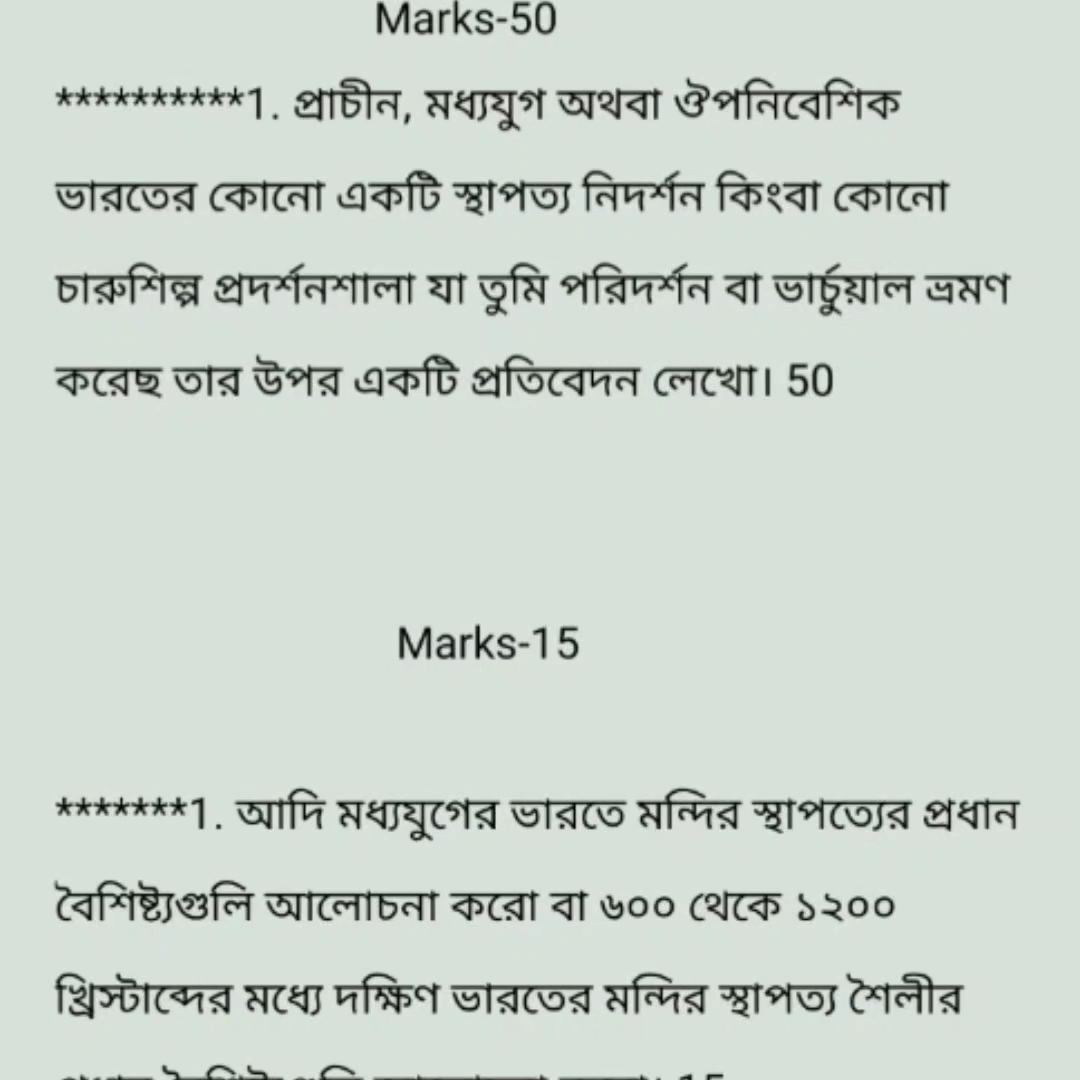 Marks-50
**********1. প্রাচীন, মধ্যযুগ অথবা ঔপনিবেশিক
ভারতের কোনো একটি স্থাপত্য নিদর্শন কিংবা কোনো
চারুশিল্প প্রদর্শনশালা যা তুমি পরিদর্শন বা ভার্চুয়াল ভ্রমণ
করেছ তার উপর একটি প্রতিবেদন লেখো। 50
Marks-15
*******1. আদি মধ্যযুগের ভারতে মন্দির স্থাপত্যের প্রধান
বৈশিষ্ট্যগুলি আলোচনা করো বা ৬০০ থেকে ১২০০
খ্রিস্টাব্দের মধ্যে দক্ষিণ ভারতের মন্দির স্থাপত্য শৈলীর